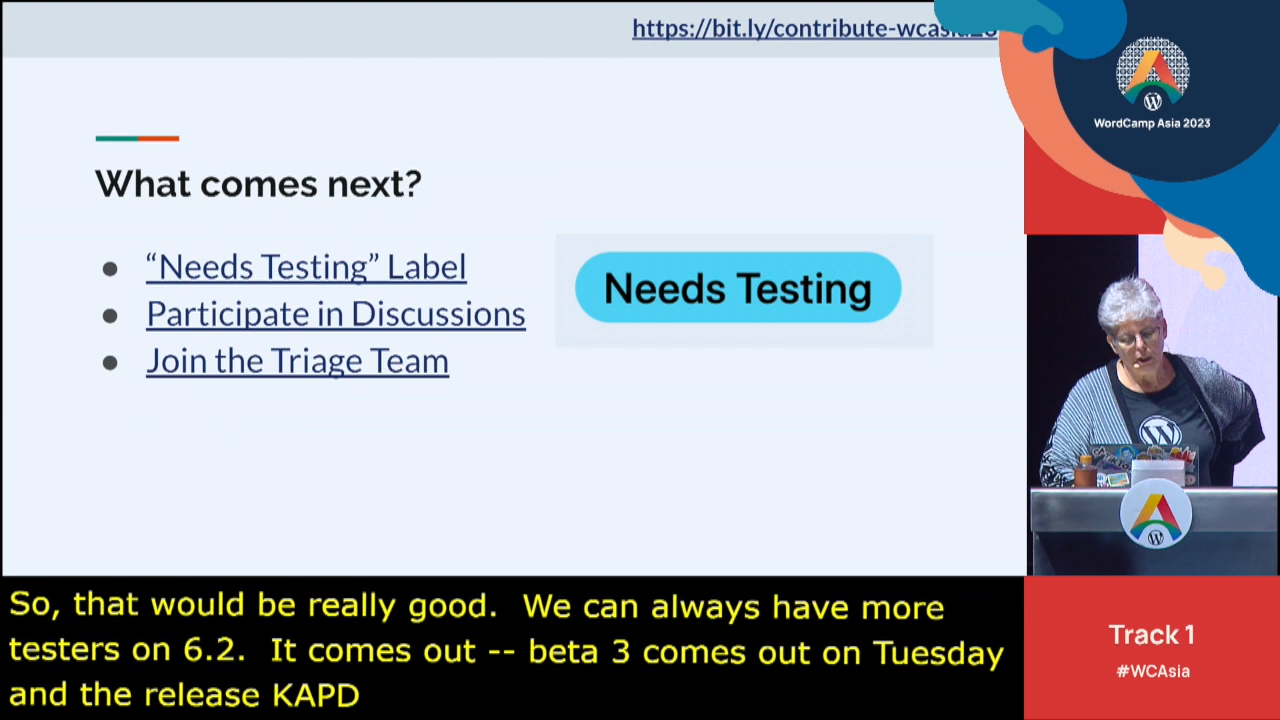 https://bit.ly/contribute-wcasia
WordCamp Asia 2023
What comes next?
● “Needs Testing” Label
● Participate in Discussions
● Join the Triage Team
Needs Testing
So, that would be really good.  We can always have more
testers on 6.2.  It comes out -- beta 3 comes out on Tuesday
and the release KAPD
Track 1
#WCAsia